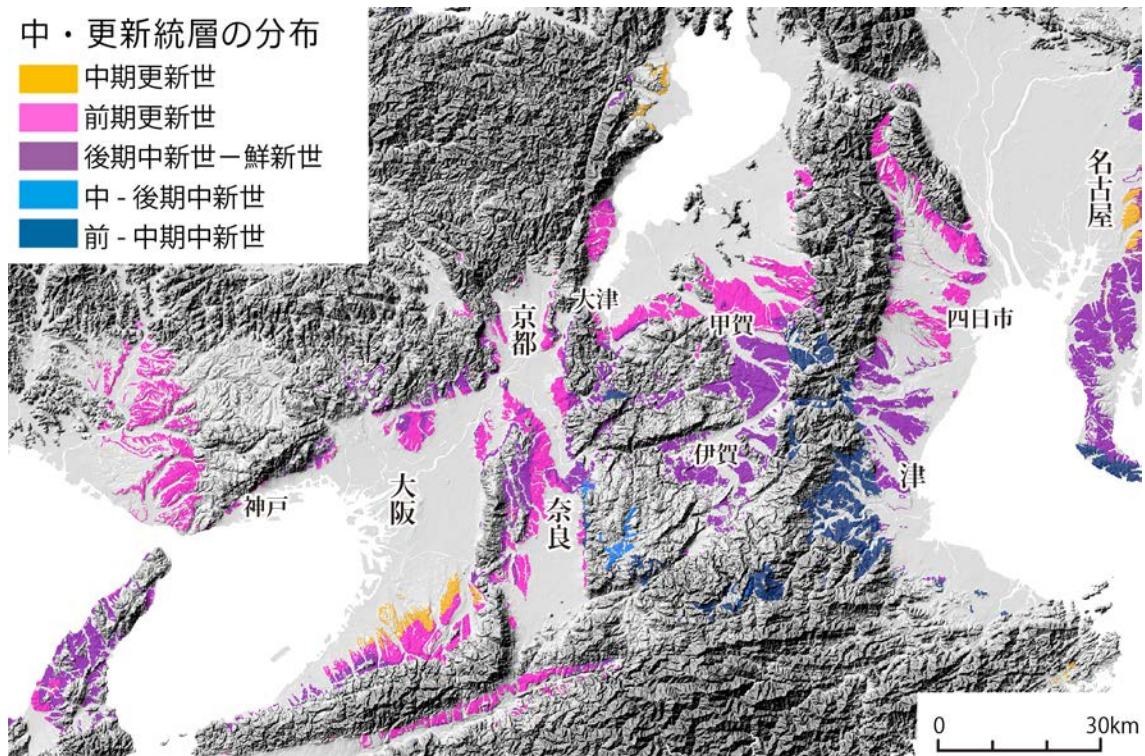 中・更新統層の分布
中期更新世
前期更新世
後期中新世－鮮新世
中 - 後期中新世
前 - 中期中新世
名古屋
京都
大津
甲賀
四日市
伊賀
津
大阪
神戸
奈良
0 30km